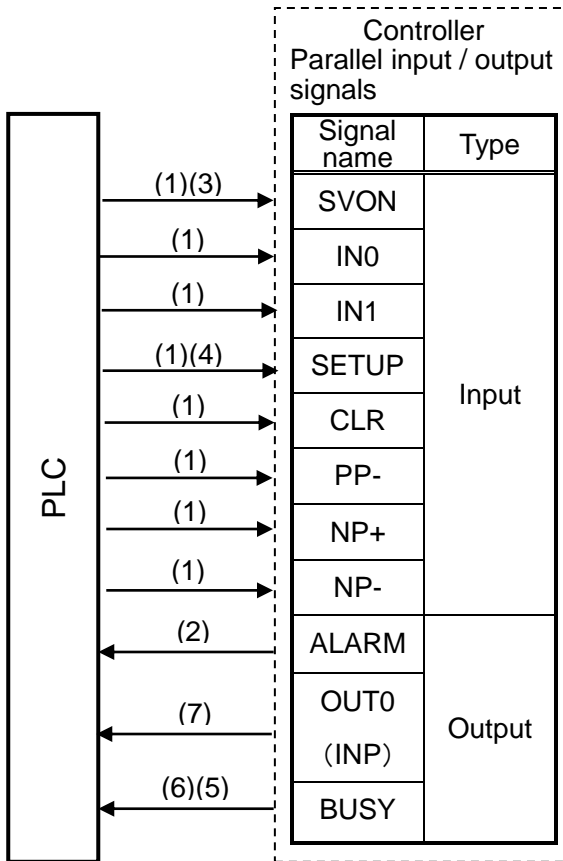 Controller
Parallel input / output
signals
Signal
name
Type
(1)(3)
SVON
(1)
IN0
(1)
IN1
(1)(4)
SETUP
Input
(1)
CLR
PLC
(1)
PP-
(1)
NP+
(1)
NP-
(2)
ALARM
(7)
OUT0
（INP）
Output
(6)(5)
BUSY